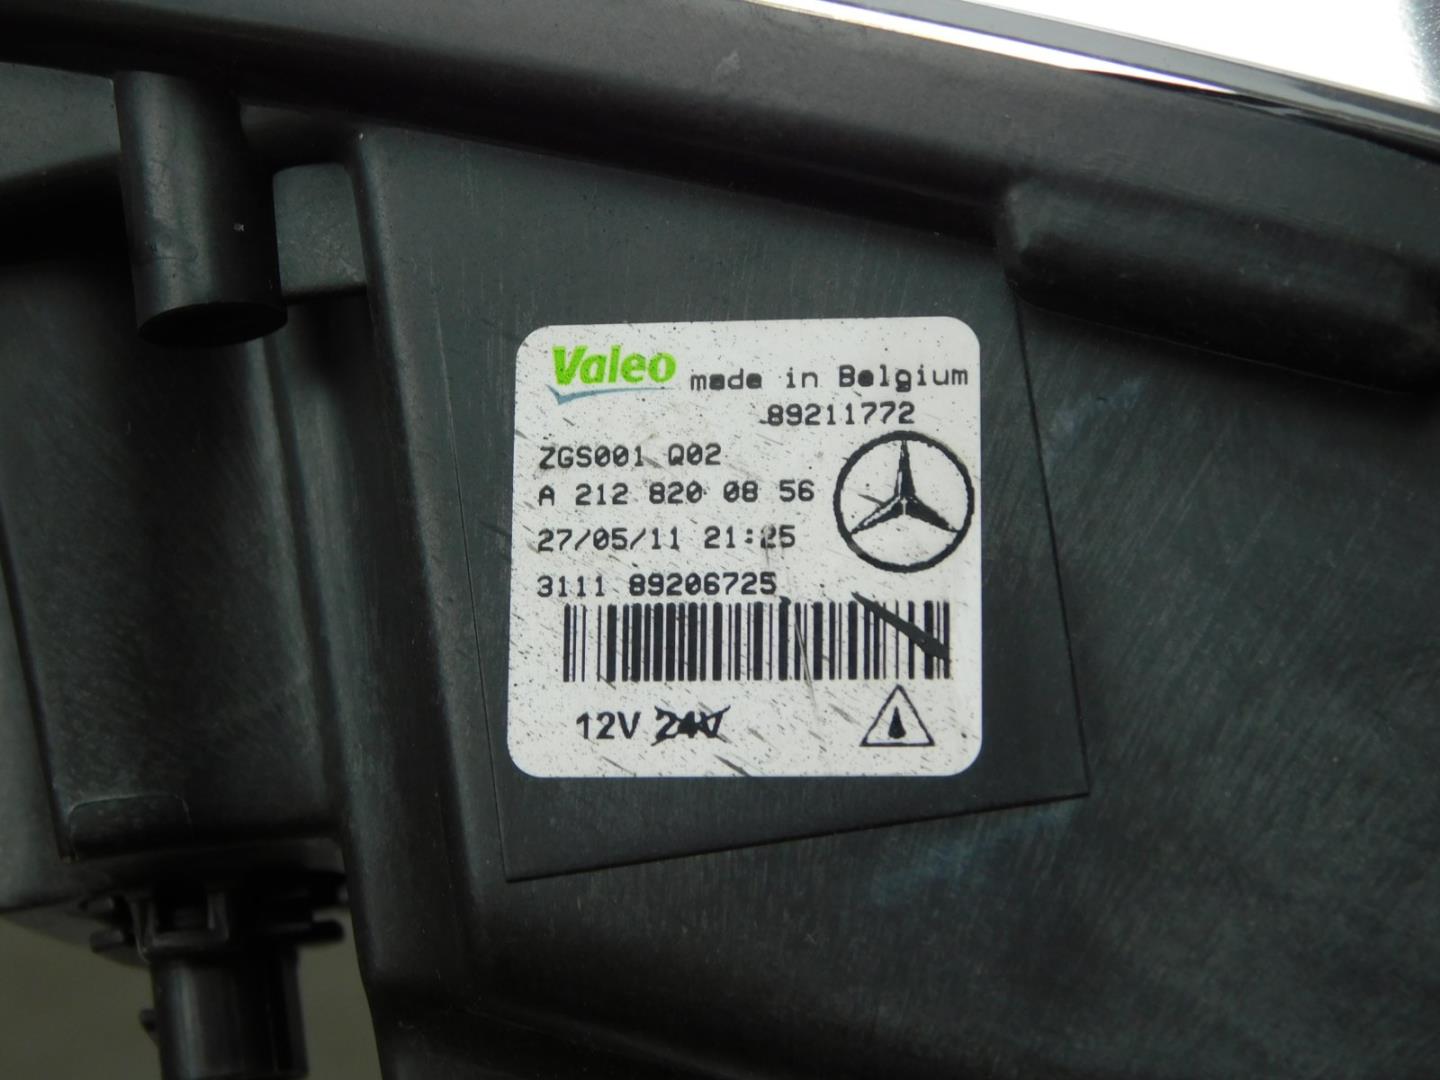 Valeo made in Belgium
89211772
ZGS001 Q02
A 212 820 08 56
27/05/11 21:25
3111 89206725
12V 24V